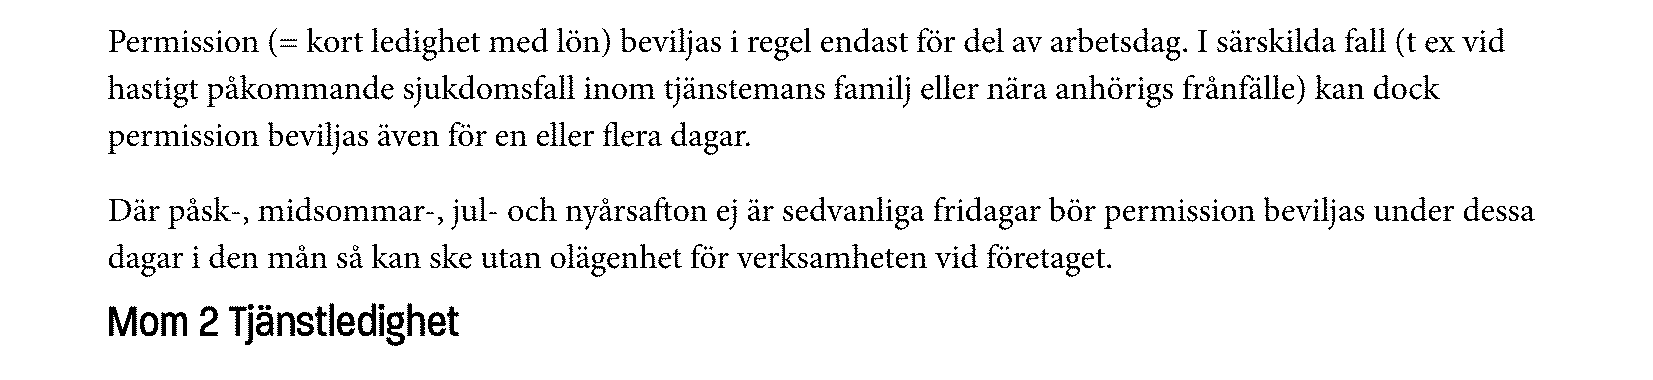 Permission (= kort ledighet med lön) beviljas i regel endast för del av arbetsdag. I särskilda fall (t ex vid
hastigt påkommande sjukdomsfall inom tjänstemans familj eller nära anhörigs frånfälle) kan dock
permission beviljas även för en eller flera dagar.
Där påsk-, midsommar-, jul- och nyårsafton ej är sedvanliga fridagar bör permission beviljas under dessa
dagar i den mån så kan ske utan olägenhet för verksamheten vid företaget.
Mom 2 Tjänstledighet